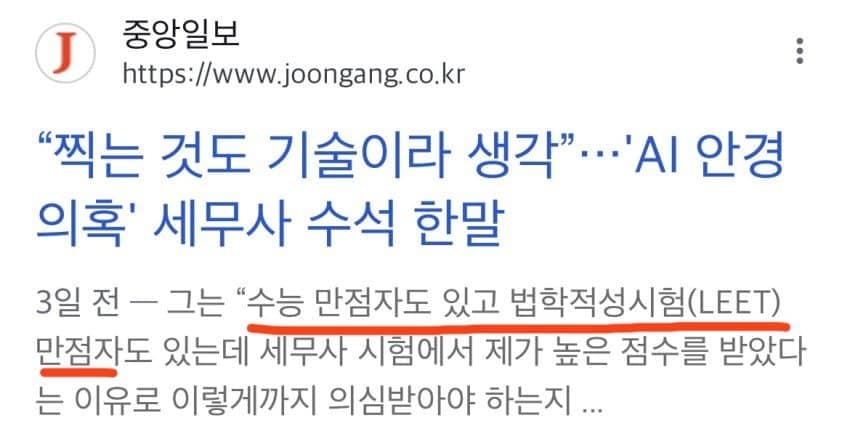 J
중앙일보
https://www.joongang.co.kr
“찍는 것도 기술이라 생각”…'AI 안경
의혹' 세무사 수석 한말
3일 전 — 그는 “수능 만점자도 있고 법학적성시험(LEET)
만점자도 있는데 세무사 시험에서 제가 높은 점수를 받았다
는 이유로 이렇게까지 의심받아야 하는지 ...